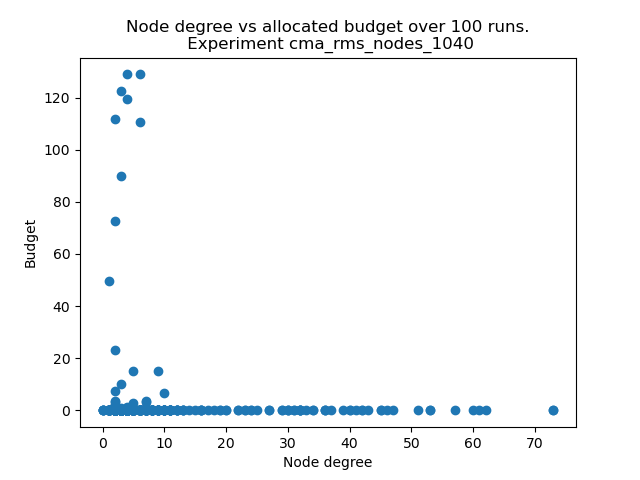 Node degree vs allocated budget over 100 runs.
Experiment cma_rms_nodes_1040
120
100
80
60
40
20
0
Budget
0 10 20 30 40 50 60 70
Node degree